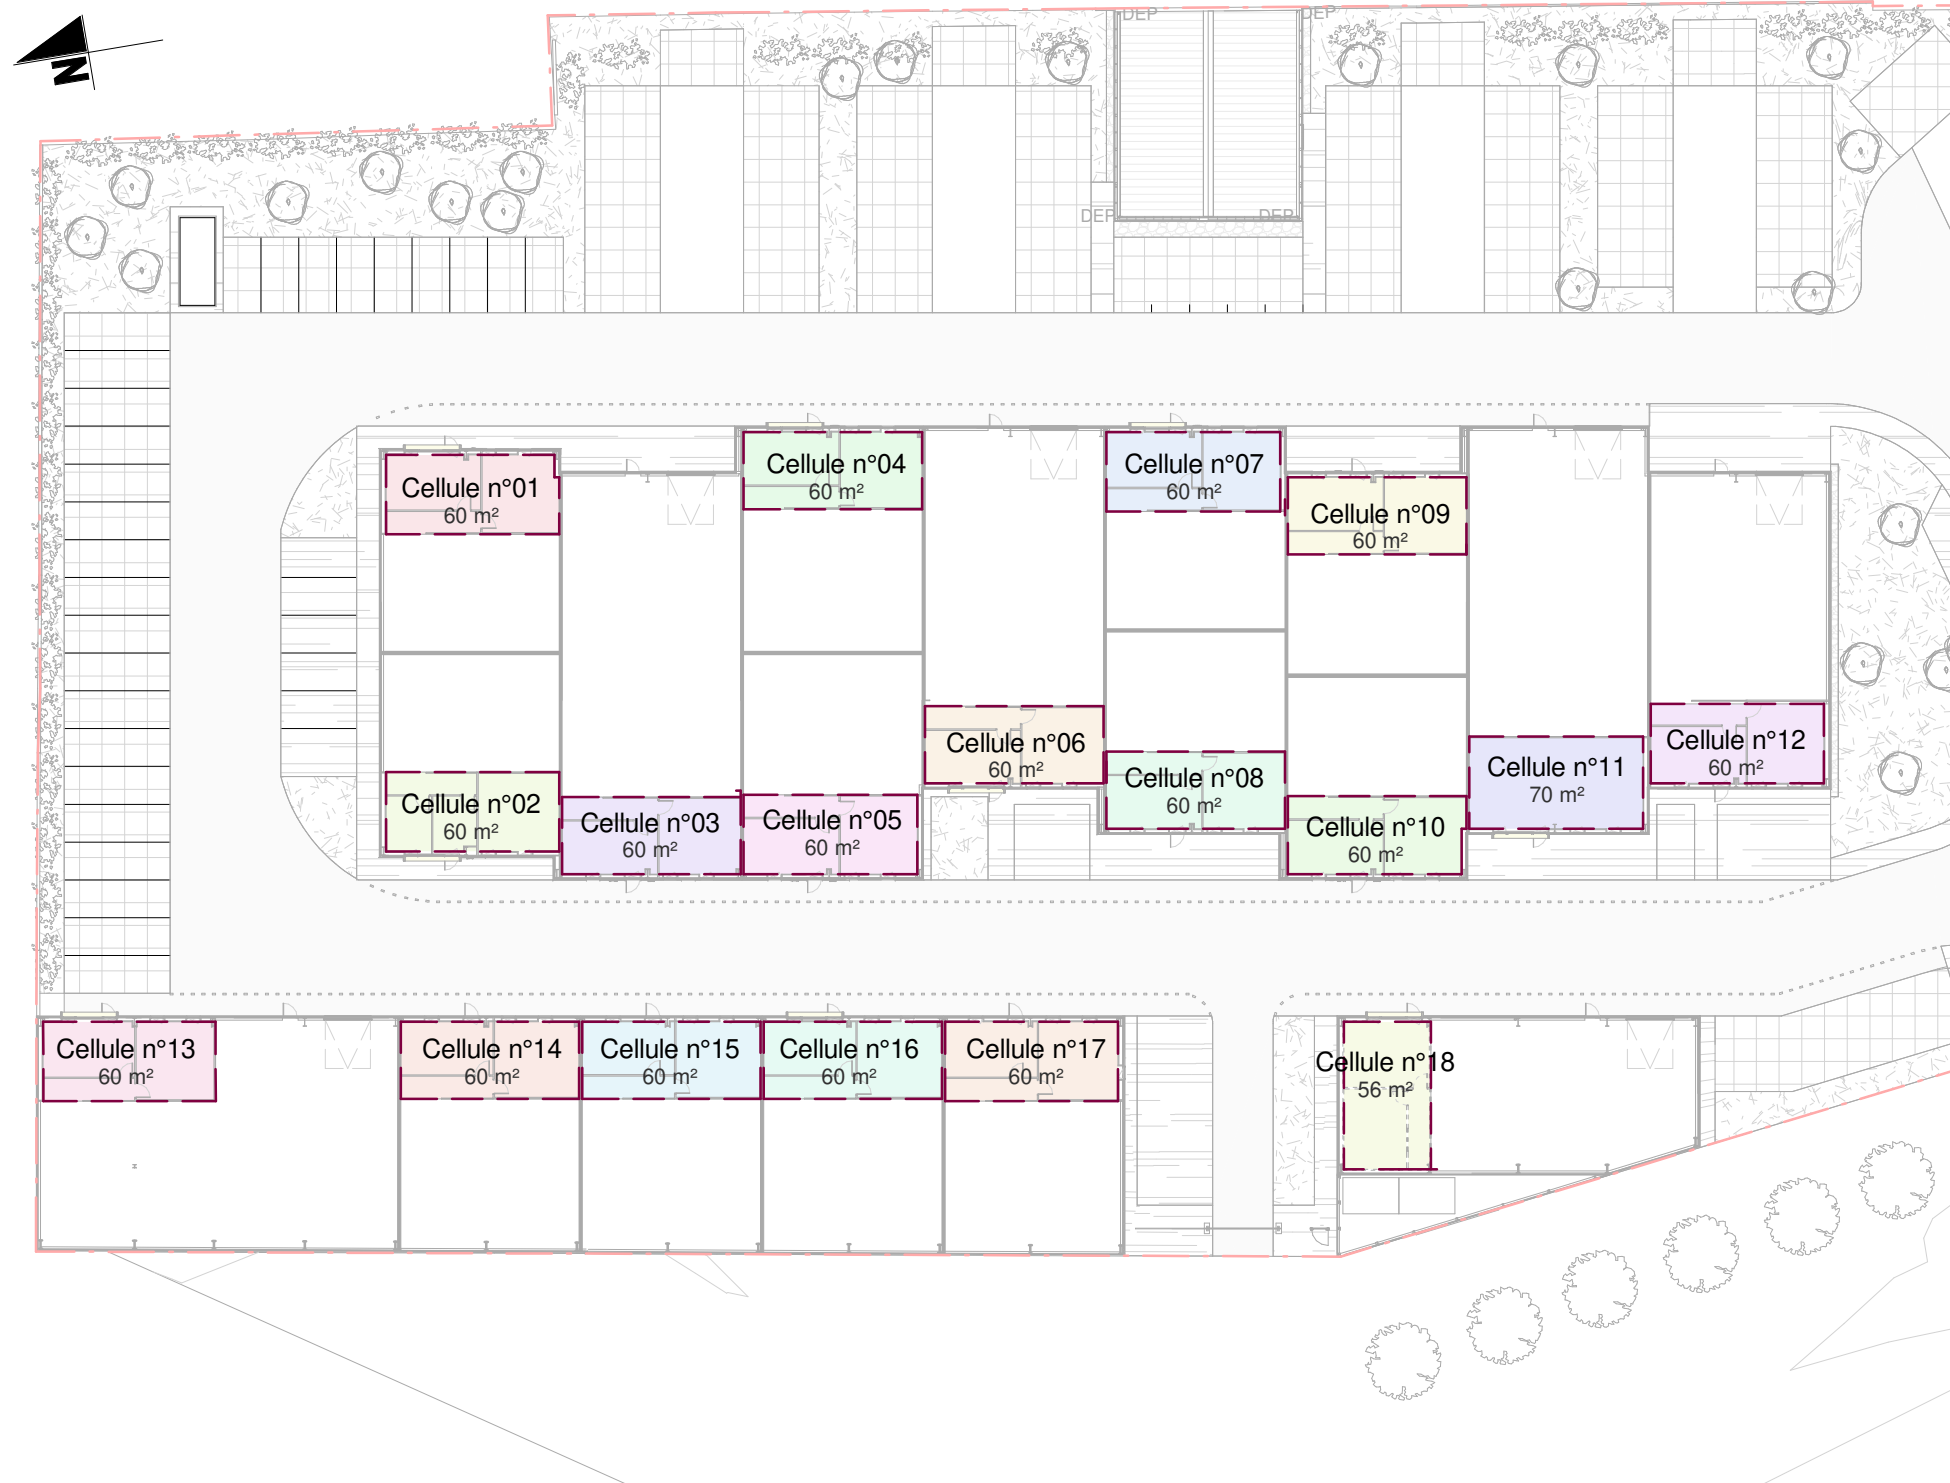 DEP
DEP
N
DEP
DEP
Cellule n°01
60 m²
Cellule n°04
60 m²
Cellule n°07
60 m²
Cellule n°09
60 m²
Cellule n°02
60 m²
Cellule n°03
60 m²
Cellule n°05
60 m²
Cellule n°06
60 m²
Cellule n°08
60 m²
Cellule n°10
60 m²
Cellule n°11
70 m²
Cellule n°12
60 m²
Cellule n°13
60 m²
Cellule n°14
60 m²
Cellule n°15
60 m²
Cellule n°16
60 m²
Cellule n°17
60 m²
Cellule n°18
56 m²